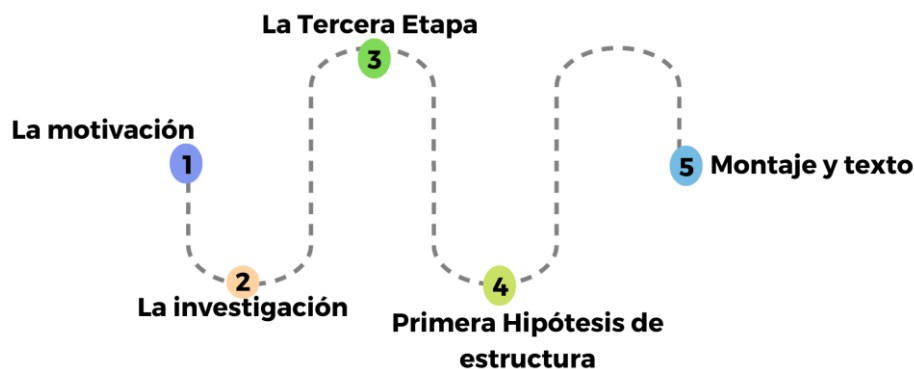 La motivación
1
2
La investigación
La Tercera Etapa
3
4
Primera Hipótesis de
estructura
5
Montaje y texto